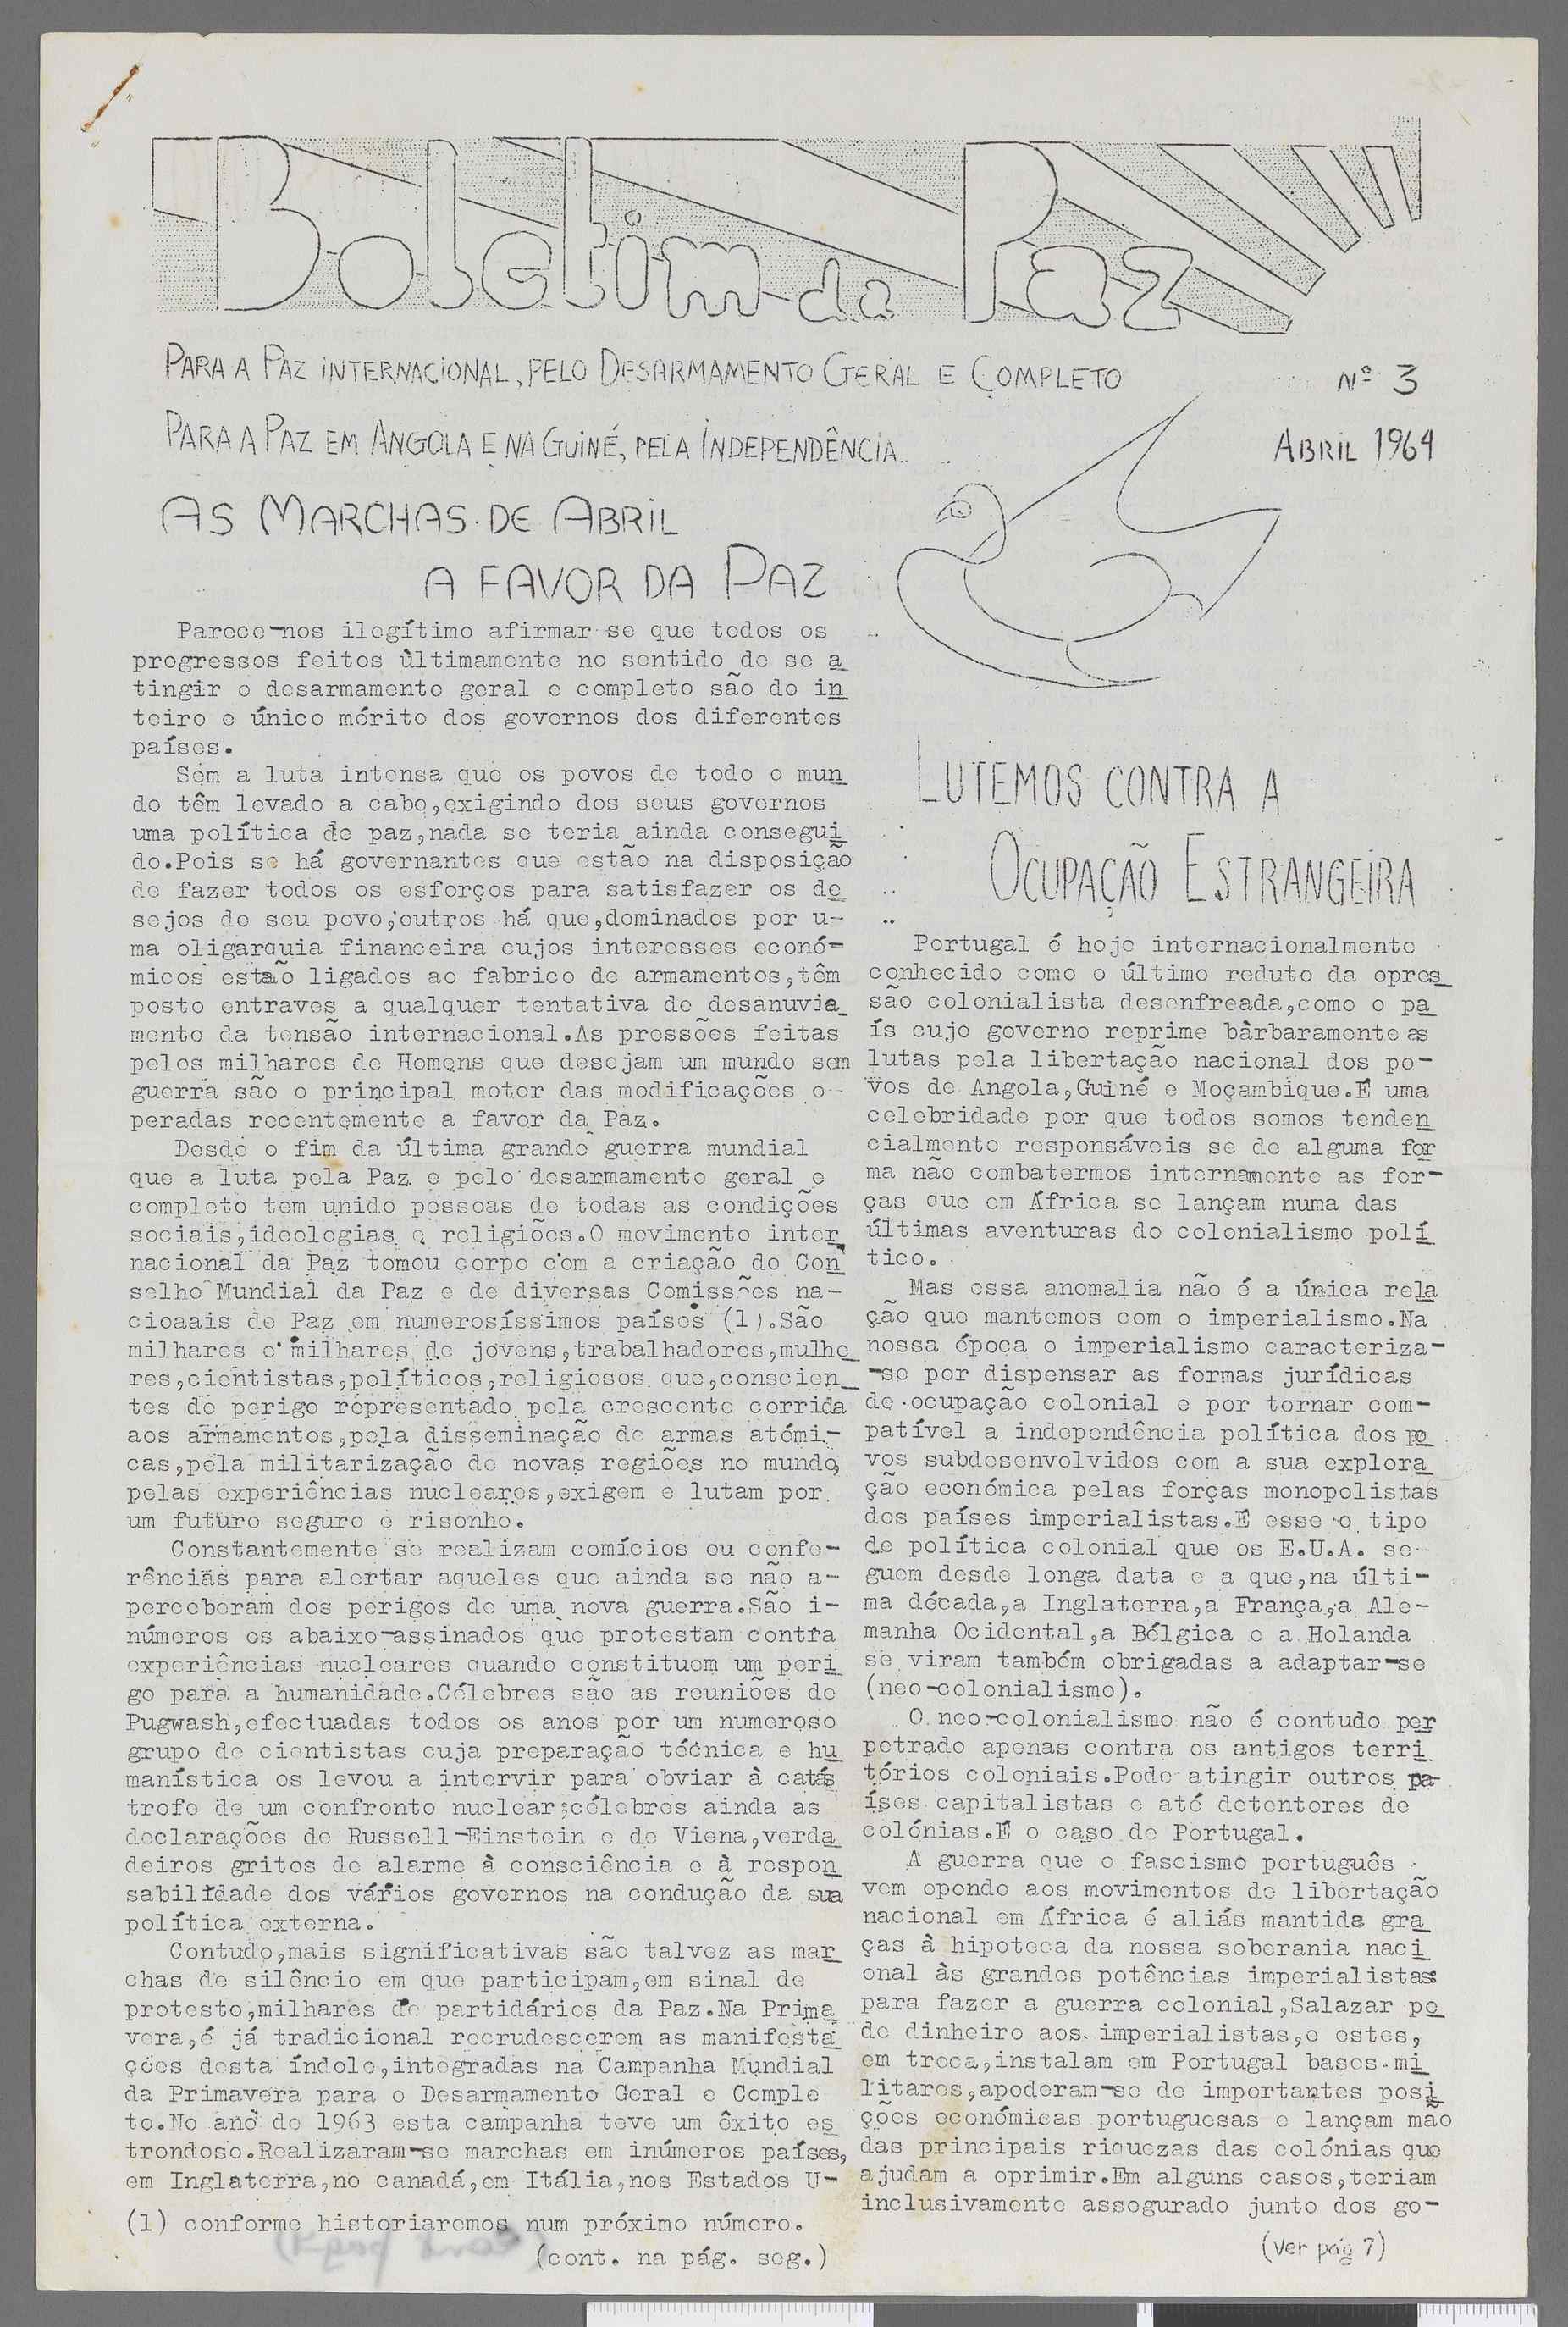 Boletim da Paz
PARA A PAZ INTERNACIONAL, PELO DESARMAMENTO GERAL E COMPLETO
Nº 3
PARA A PAZ EM ANGOLA E NA GUINÉ, PELA INDEPENDÊNCIA
ABRIL 1964
AS MARCHAS DE ABRIL
A FAVOR DA PAZ
Parece-nos ilegítimo afirmar-se que todos os
progressos feitos ùltimamente no sentido de se a
tingir o desarmamento geral e completo são do in
teiro e único mérito dos governos dos diferentes
países.
Sem a luta intensa que os povos de todo o mun
do têm levado a cabo,exigindo dos seus governos
uma política de paz,nada se teria ainda consegui
do.Pois se há governantes que estão na disposição
de fazer todos os esforços para satisfazer os de
sejos do seu povo,outros há que,dominados por u-
ma oligarquia financeira cujos interesses econó-
micos estao ligados ao fabrico de armamentos,têm
posto entraves a qualquer tentativa de desanuvia
mento da tensão internacional.As pressões feitas
pelos milhares de Homens que desejam um mundo sem
guerra são o principal motor das modificações o-
peradas recentemente a favor da Paz.
Desde o fim da última grande guerra mundial
que a luta pela Paz e pelo desarmamento geral e
completo tem unido pessoas de todas as condições
sociais,ideologias e religiões.O movimento inter
nacional da Paz tomou corpo com a criação do Con
selho Mundial da Paz e de diversas Comissões na-
cioaais de Paz em numerosíssimos países (1).São
milhares e milhares de jovens,trabalhadores,mulhe
res,cientistas,políticos,religiosos que,conscien
tes do perigo representado pela crescente corrida
aos armamentos,pela disseminação de armas atómi-
cas,pela militarização de novas regiões no mundo,
pelas experiências nucleares,exigem e lutam por
um futuro seguro e risonho.
Constantemente se realizam comícios ou confe-
rências para alertar aqueles que ainda se não a-
perceberam dos perigos de uma nova guerra.São i-
números os abaixo-assinados que protestam contra
experiências nucleares quando constituem um peri
go para a humanidade.Célebres são as reuniões de
Pugwash,efectuadas todos os anos por um numeroso
grupo de cientistas cuja preparação técnica e hu
manística os levou a intervir para obviar à catás
trofe de um confronto nuclear;célebres ainda as
declarações de Russell-Einstein e de Viena,verda
deiros gritos de alarme à consciência e à respon
sabilidade dos vários governos na condução da sua
política externa.
Contudo,mais significativas são talvez as mar
chas de silêncio em que participam,em sinal de
protesto,milhares de partidários da Paz.Na Prima
vera,é já tradicional recrudescerem as manifesta
ções desta índole,integradas na Campanha Mundial
da Primavera para o Desarmamento Geral e Comple
to.No ano de 1963 esta campanha teve um êxito es
trondoso.Realizaram-se marchas em inúmeros países,
em Inglaterra,no canadá,em Itália,nos Estados U-
(1) conforme historiaremos num próximo número.
(cont. na pág. seg.)
LUTEMOS CONTRA A
OCUPAÇÃO ESTRANGEIRA
Portugal é hoje internacionalmente
conhecido como o último reduto da opres
são colonialista desenfreada,como o pa
ís cujo governo reprime bàrbaramente as
lutas pela libertação nacional dos po-
vos de Angola,Guiné e Moçambique.É uma
celebridade por que todos somos tenden
cialmente responsáveis se de alguma for
ma não combatermos internamente as for-
ças que em África se lançam numa das
últimas aventuras do colonialismo polí
tico.
Mas essa anomalia não é a única rela
ção que mantemos com o imperialismo.Na
nossa época o imperialismo caracteriza-
-se por dispensar as formas jurídicas
de ocupação colonial e por tornar com-
patível a independência política dos po
vos subdesenvolvidos com a sua explora
ção económica pelas forças monopolistas
dos países imperialistas.É esse o tipo
de política colonial que os E.U.A. se-
guem desde longa data e a que,na últi-
ma década,a Inglaterra,a França,a Ale-
manha Ocidental,a Bélgica e a Holanda
se viram também obrigadas a adaptar-se
(neo-colonialismo).
O neo-colonialismo não é contudo per
petrado apenas contra os antigos terri
tórios coloniais.Pode atingir outros pa-
íses capitalistas e até detentores de
colónias.É o caso de Portugal.
A guerra que o fascismo português
vem opondo aos movimentos de libertação
nacional em África é aliás mantida gra
ças à hipoteca da nossa soberania naci
onal às grandes potências imperialistas
para fazer a guerra colonial,Salazar pe
de dinheiro aos imperialistas,e estes,
em troca,instalam em Portugal bases mi
litares,apoderam-se de importantes posi
ções económicas portuguesas e lançam mão
das principais riquezas das colónias que
ajudam a oprimir.Em alguns casos,teriam
inclusivamente assegurado junto dos go-
(ver pág 7)